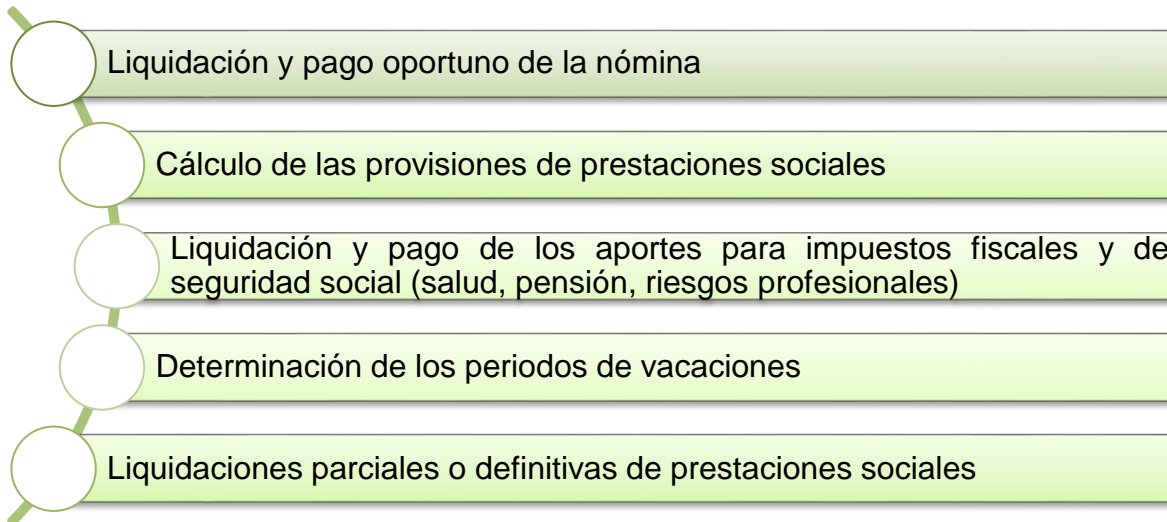 Liquidación y pago oportuno de la nómina
Cálculo de las provisiones de prestaciones sociales
Liquidación y pago de los aportes para impuestos fiscales y de
seguridad social (salud, pensión, riesgos profesionales)
Determinación de los periodos de vacaciones
Liquidaciones parciales o definitivas de prestaciones sociales